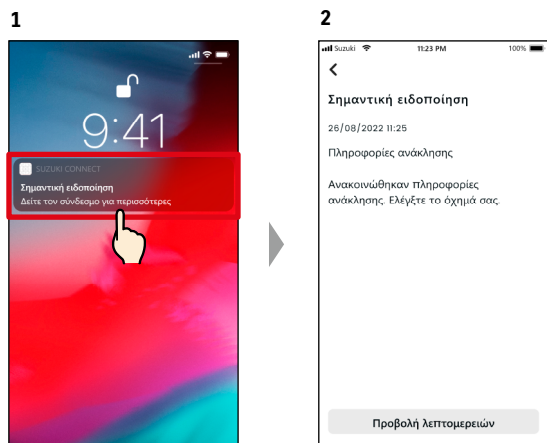 1
9:41
SUZUKI CONNECT
Σημαντική ειδοποίηση
Δείτε τον σύνδεσμο για περισσότερες
2
Suzuki 11:23 PM 100%
Σημαντική ειδοποίηση
26/08/2022 11:25
Πληροφορίες ανάκλησης
Ανακοινώθηκαν πληροφορίες
ανάκλησης. Ελέγξτε το όχημά σας.
Προβολή λεπτομερειών